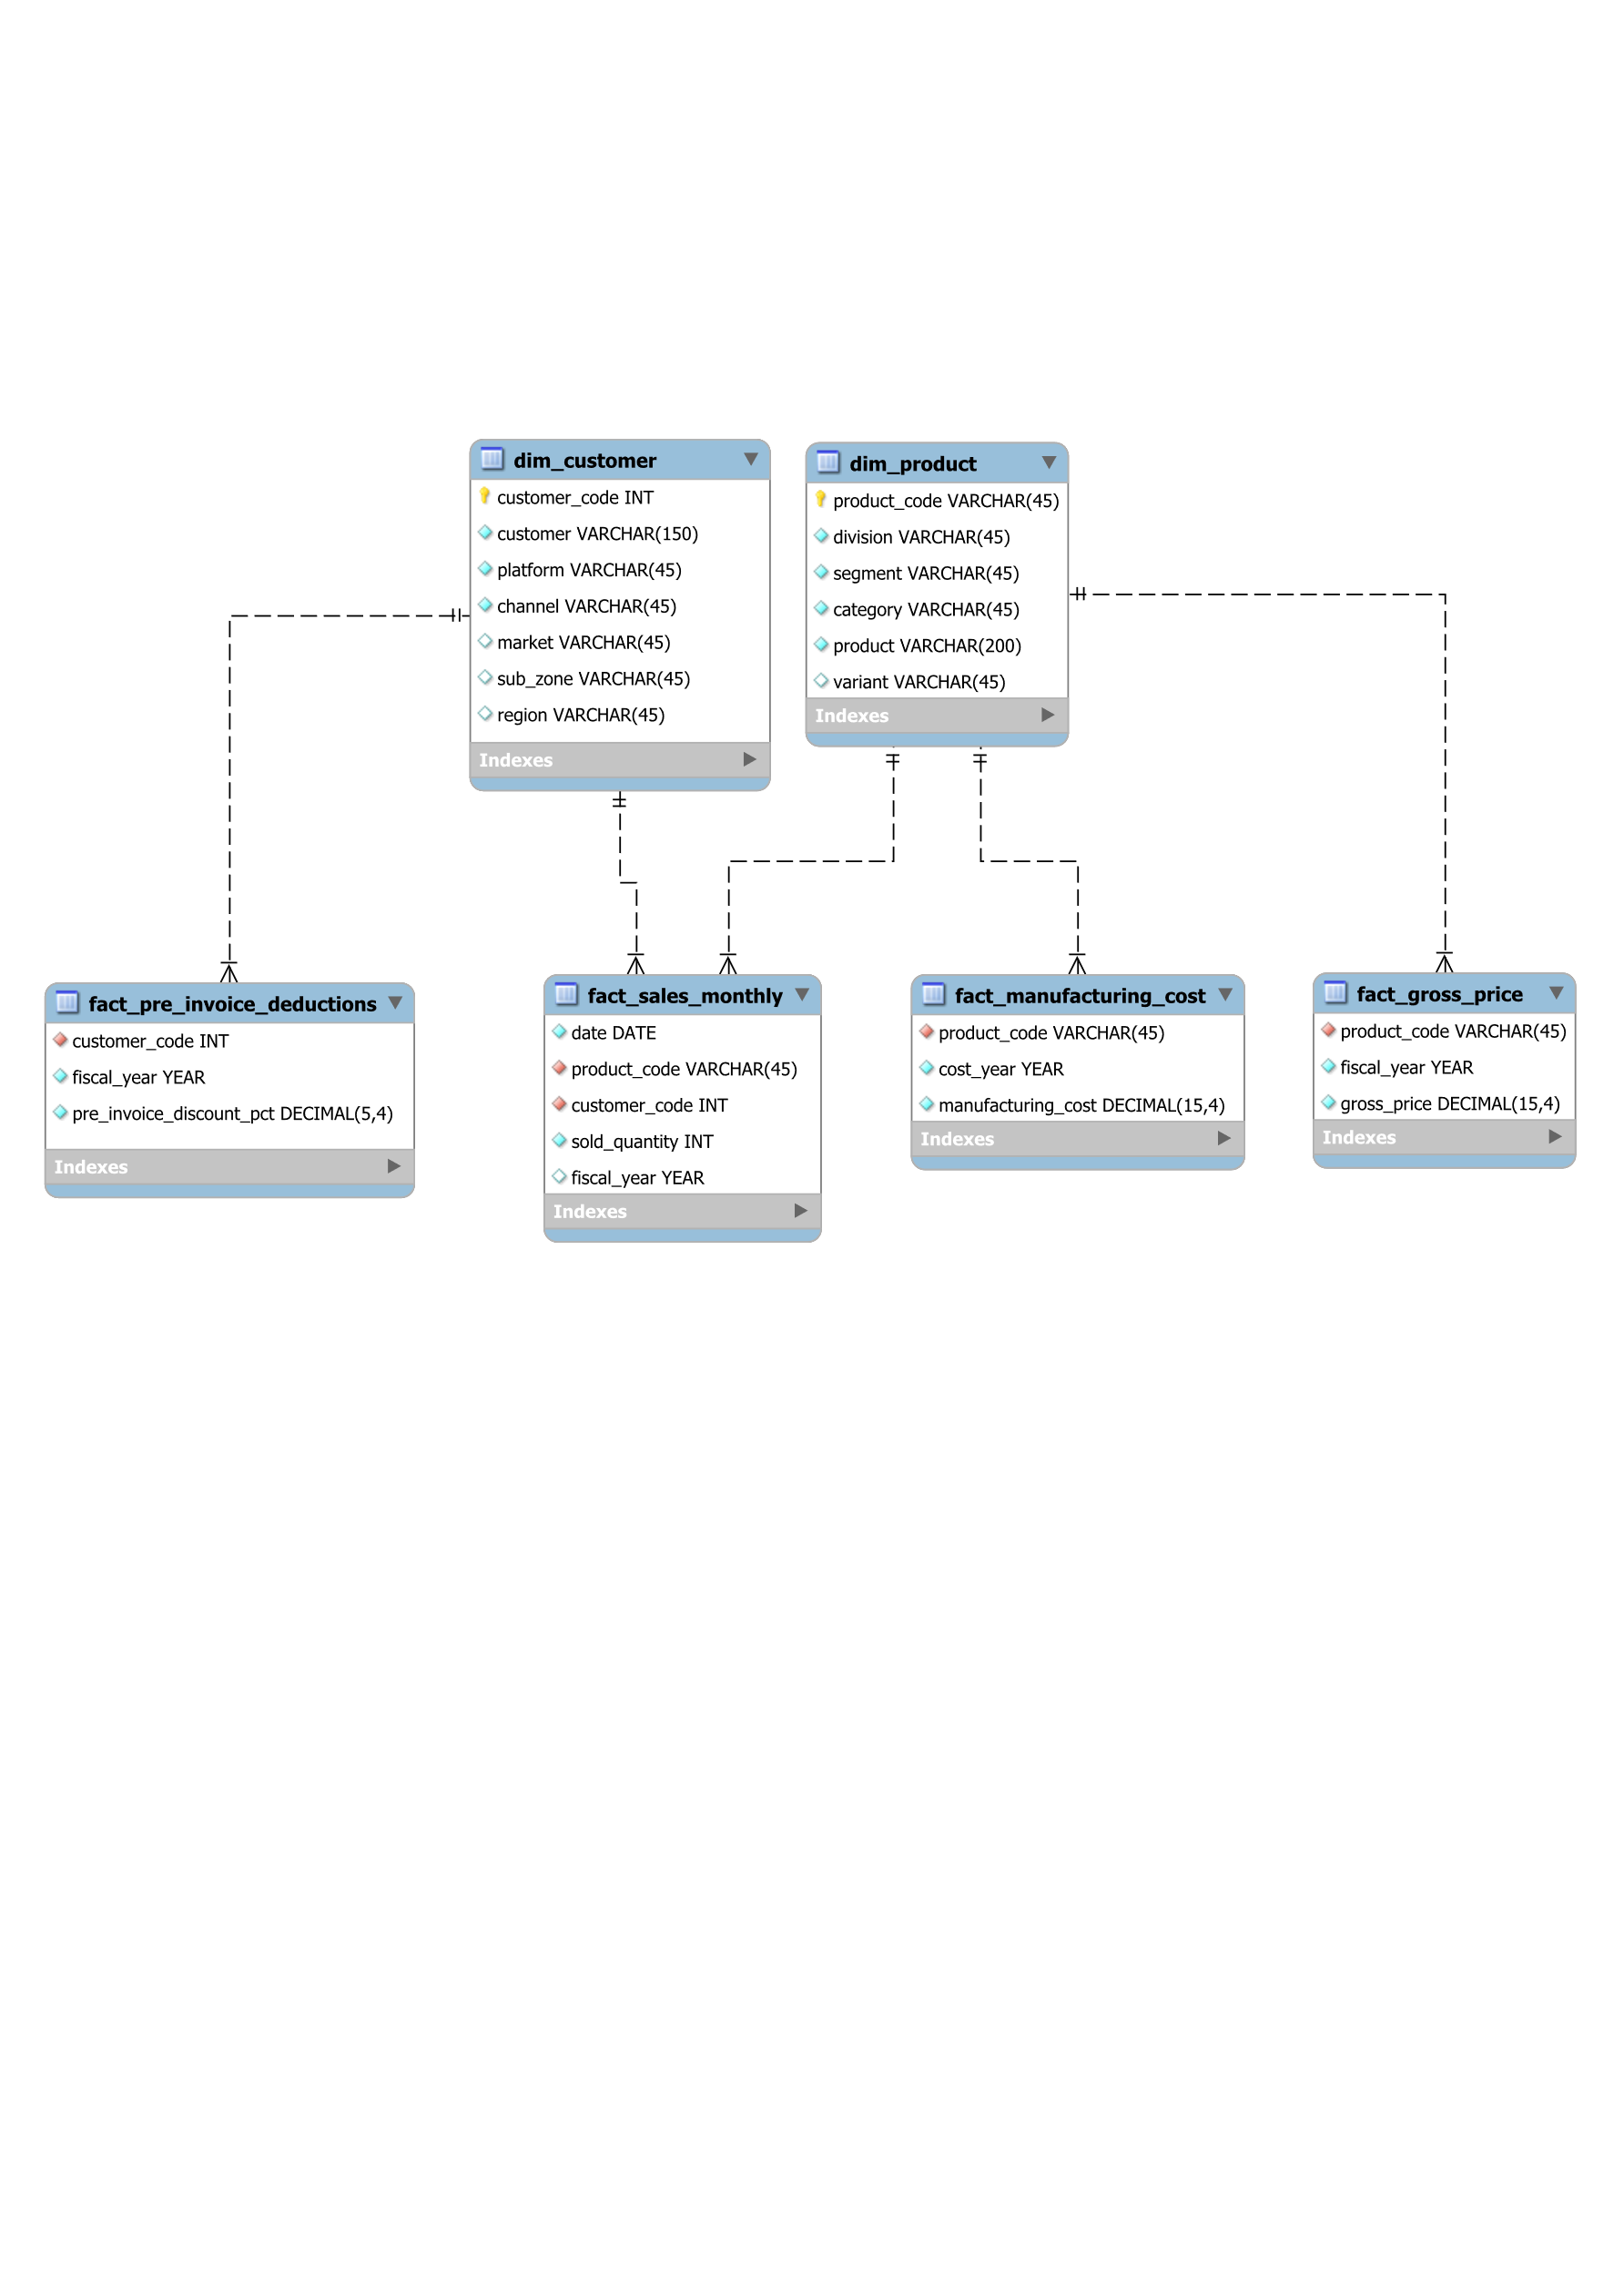 dim_customer
customer_code INT
customer VARCHAR(150)
platform VARCHAR(45)
channel VARCHAR(45)
market VARCHAR(45)
sub_zone VARCHAR(45)
region VARCHAR(45)
Indexes
dim_product
product_code VARCHAR(45)
division VARCHAR(45)
segment VARCHAR(45)
category VARCHAR(45)
product VARCHAR(200)
variant VARCHAR(45)
Indexes
fact_pre_invoice_deductions
customer_code INT
fiscal_year YEAR
pre_invoice_discount_pct DECIMAL(5,4)
Indexes
fact_sales_monthly
date DATE
product_code VARCHAR(45)
customer_code INT
sold_quantity INT
fiscal_year YEAR
Indexes
fact_manufacturing_cost
product_code VARCHAR(45)
cost_year YEAR
manufacturing_cost DECIMAL(15,4)
Indexes
fact_gross_price
product_code VARCHAR(45)
fiscal_year YEAR
gross_price DECIMAL(15,4)
Indexes